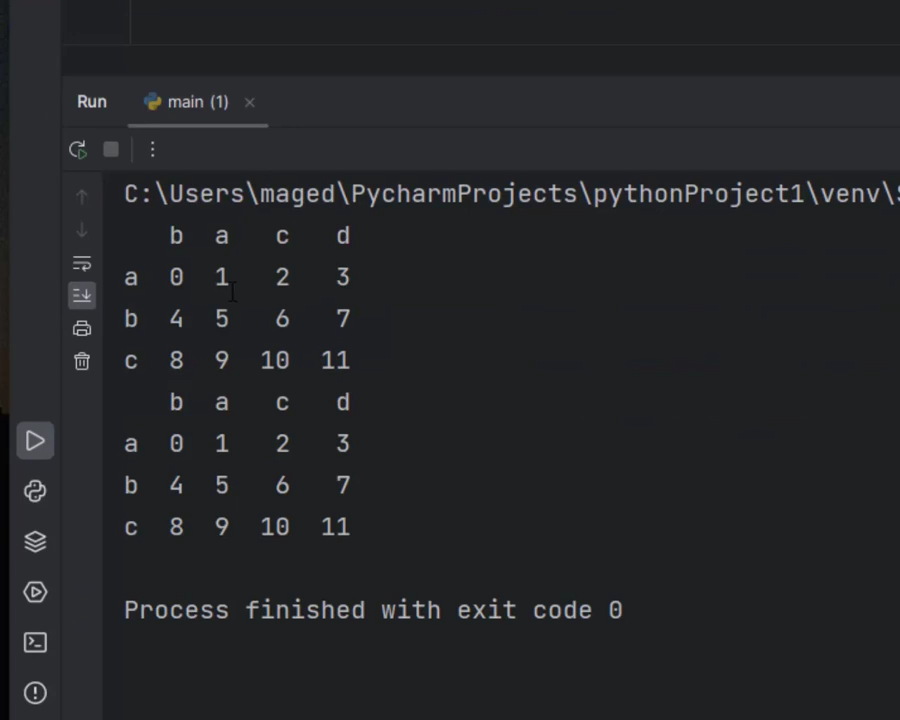 Run main (1)
C:\Users\maged\PycharmProjects\pythonProject1\venv\
b a c d
a 0 1 2 3
b 4 5 6 7
c 8 9 10 11
b a c d
a 0 1 2 3
b 4 5 6 7
c 8 9 10 11
Process finished with exit code 0